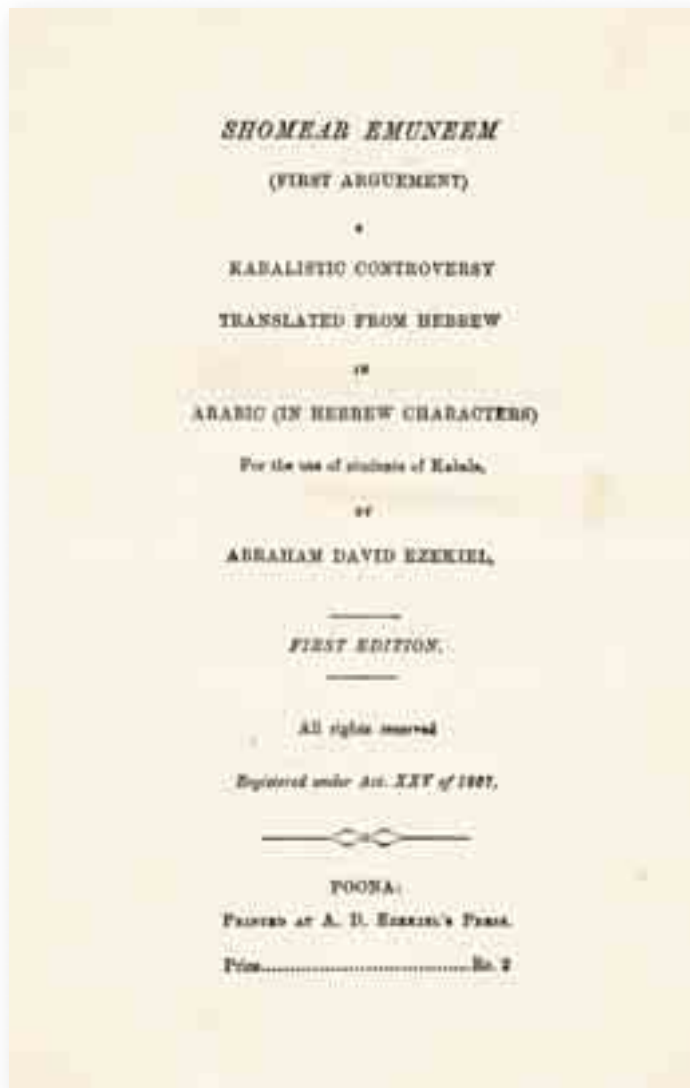 SHOMEAR EMUNEEM
(FIRST ARGUEMENT)
KABALISTIC CONTROVERSY
TRANSLATED FROM HEBREW
IN
ARABIC (IN HEBREW CHARACTERS)
For the use of students of Kabala,
BY
ABRAHAM DAVID EZEKIEL,
FIRST EDITION.
All rights reserved
Registered under Act. XXV of 1867.
POONA:
PRINTED AT A. D. EZEKIEL'S PRESS.
Price..................................Re. 2